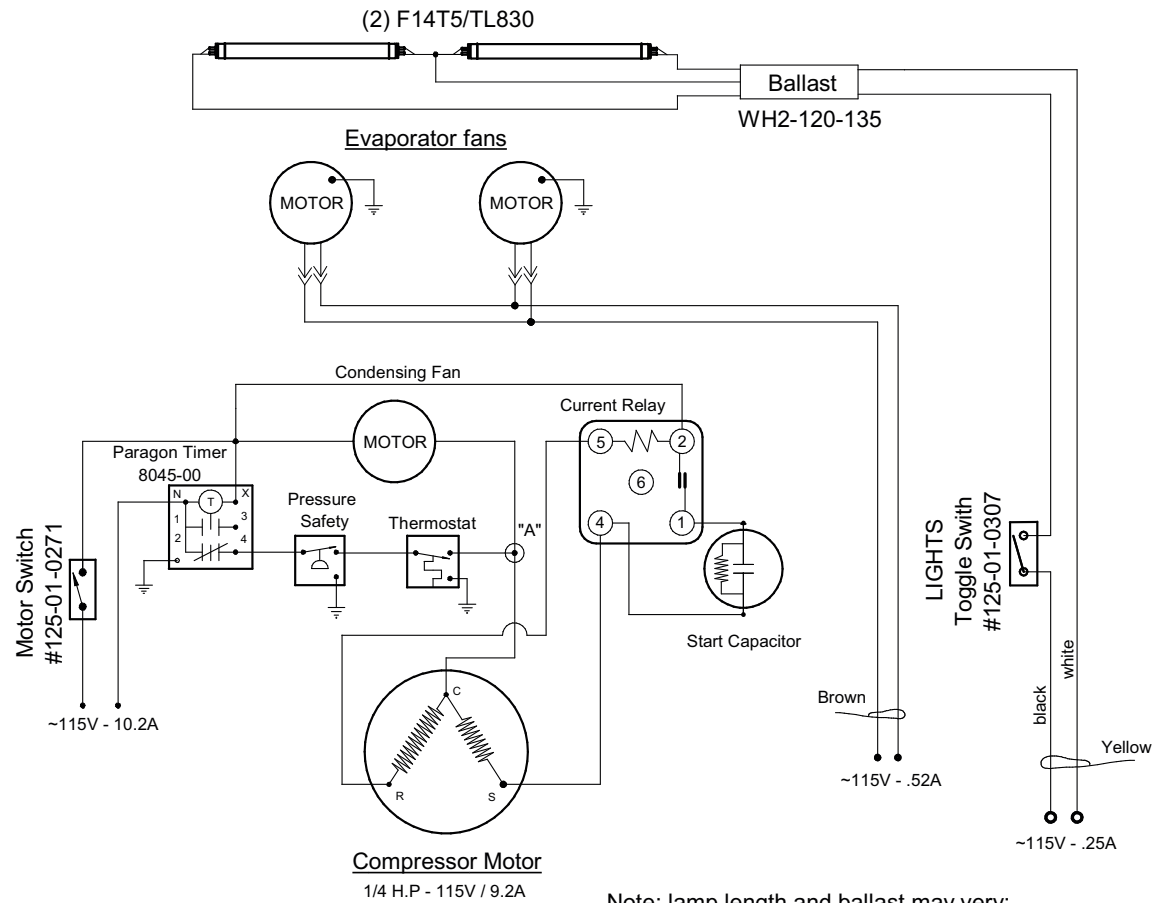 (2) F14T5/TL830
Ballast
WH2-120-135
Evaporator fans
MOTOR
MOTOR
Condensing Fan
MOTOR
Current Relay
5
2
6
4
1
Paragon Timer
8045-00
N
T
X
1
3
2
4
Pressure
Safety
Thermostat
"A"
Start Capacitor
Motor Switch
#125-01-0271
~115V - 10.2A
C
R
S
Compressor Motor
1/4 H.P - 115V / 9.2A
Brown
~115V - .52A
LIGHTS
Toggle Swith
#125-01-0307
black
white
Yellow
~115V - .25A
Note: lamp length and ballast may very;